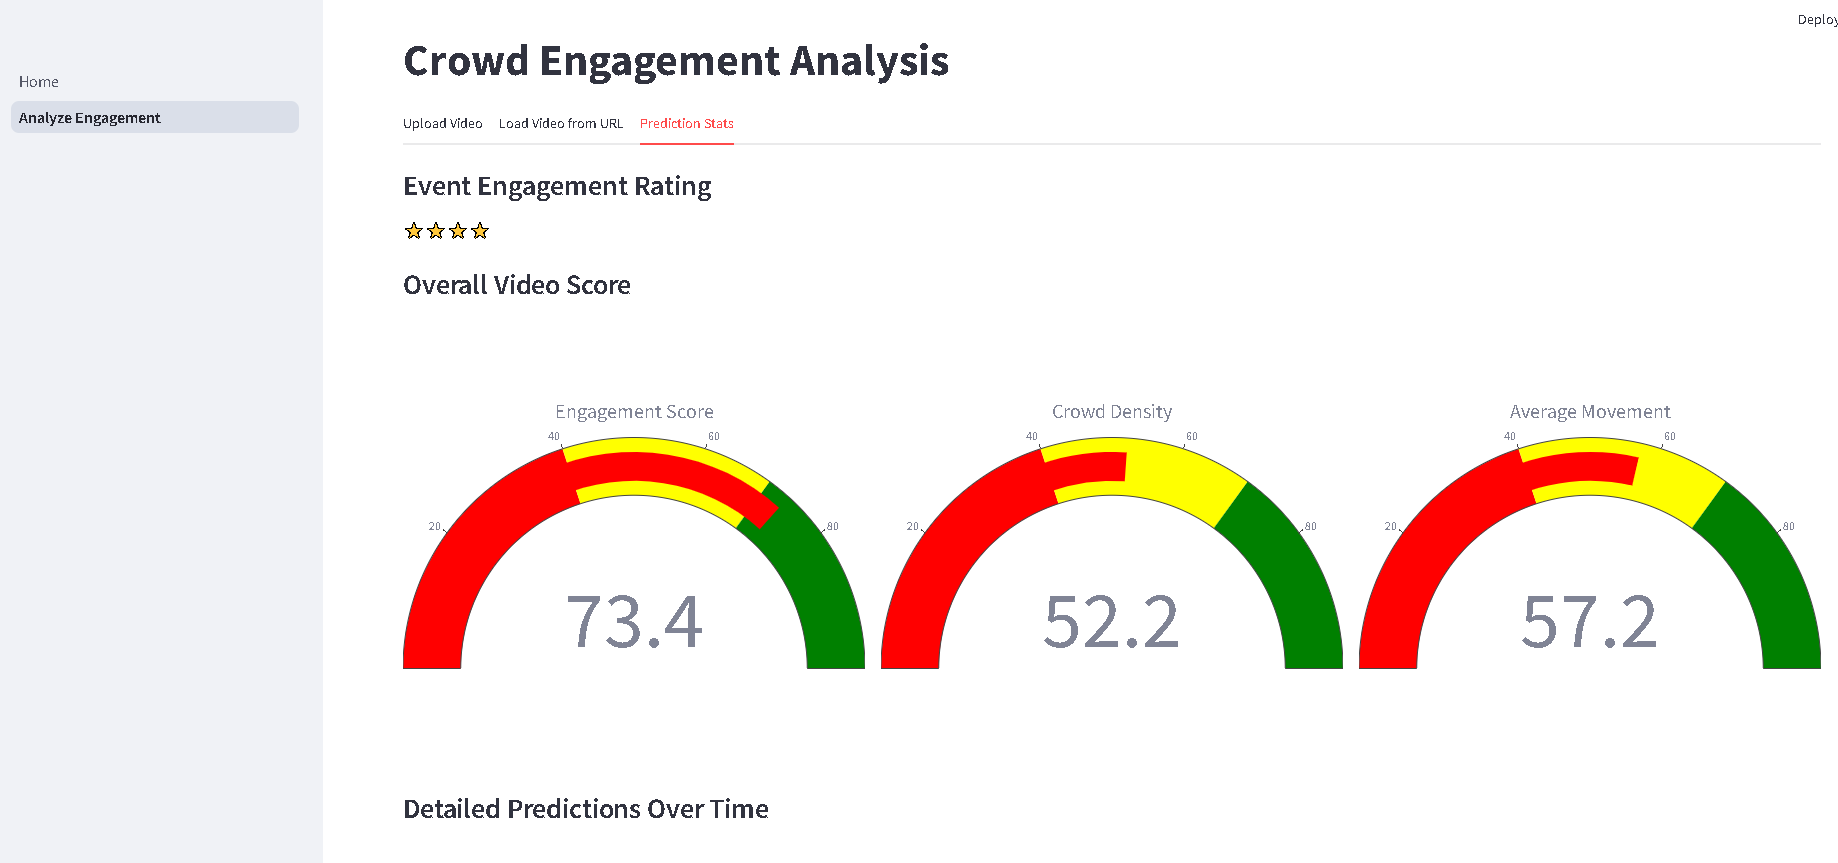 Deploy
Home
Analyze Engagement
Crowd Engagement Analysis
Upload Video Load Video from URL Prediction Stats
Event Engagement Rating
Overall Video Score
Engagement Score Crowd Density Average Movement
40 60 40 60 40 60
20 80 20 80 20 80
73.4 52.2 57.2
Detailed Predictions Over Time